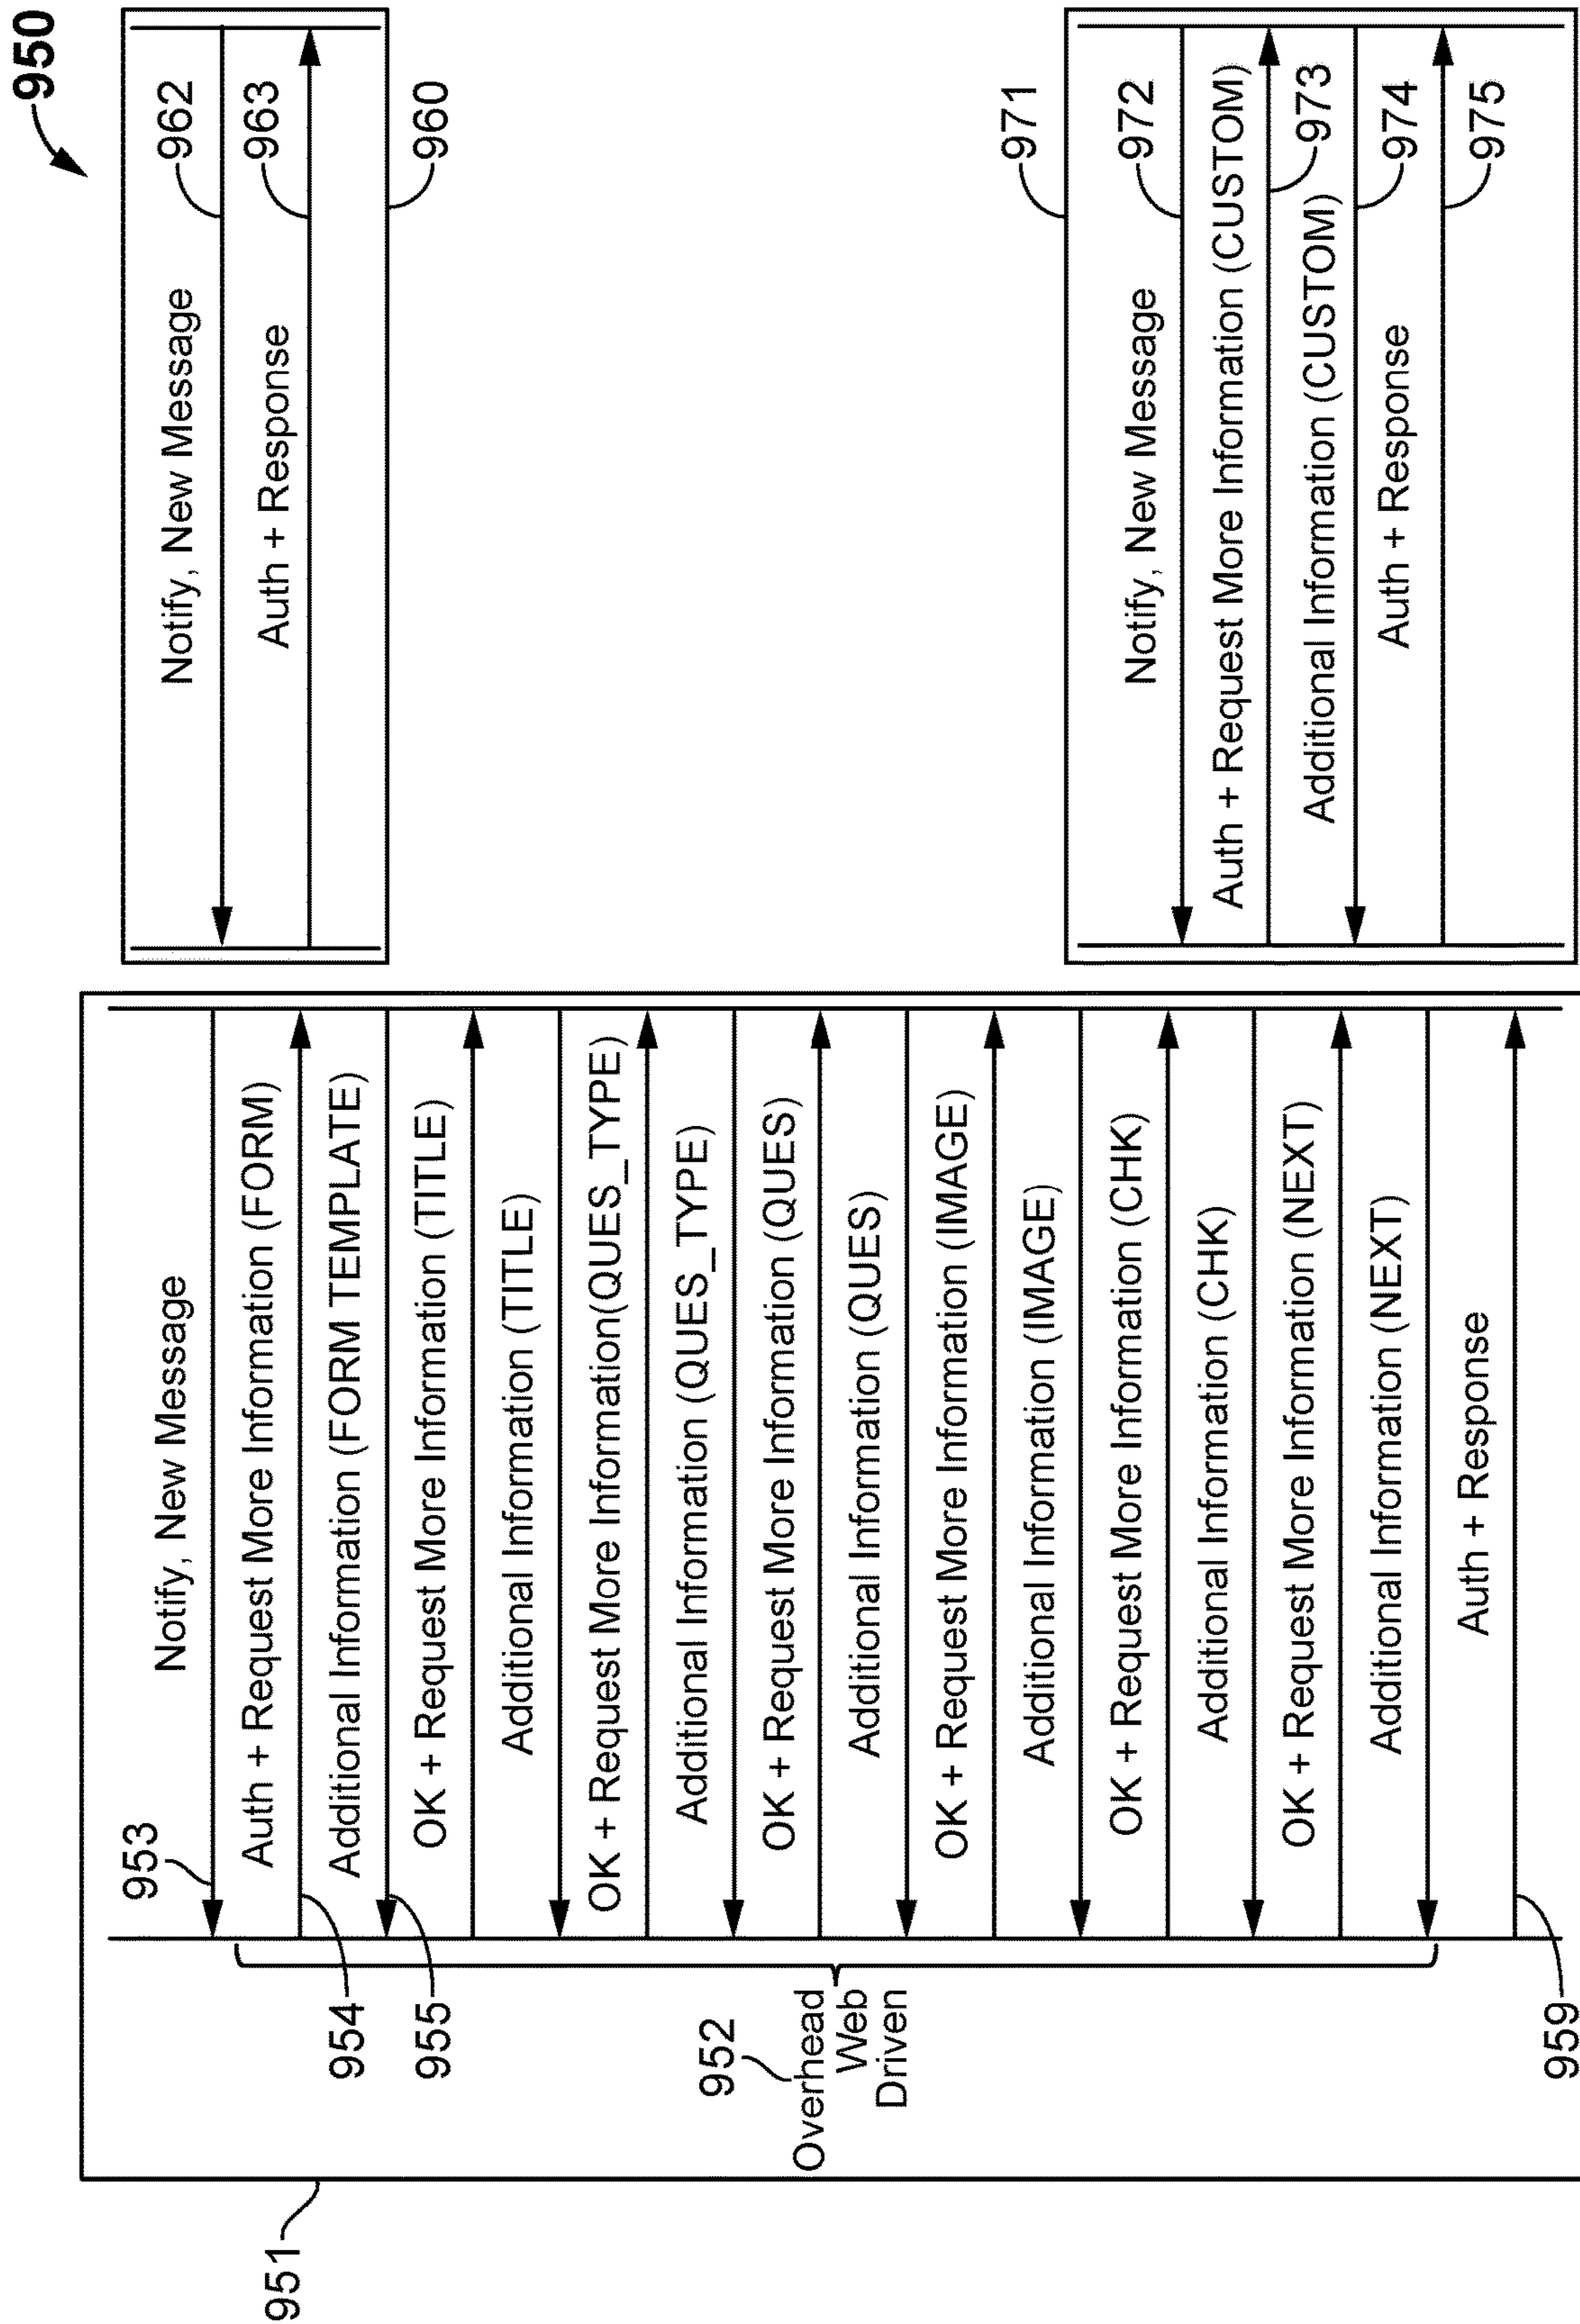 950
951
953
Notify, New Message
954
Auth + Request More Information (FORM)
955
Additional Information (FORM TEMPLATE)
OK + Request More Information (TITLE)
Additional Information (TITLE)
OK + Request More Information(QUES_TYPE)
Additional Information (QUES_TYPE)
952
Overhead
Web
Driven
OK + Request More Information (QUES)
Additional Information (QUES)
OK + Request More Information (IMAGE)
Additional Information (IMAGE)
OK + Request More Information (CHK)
Additional Information (CHK)
OK + Request More Information (NEXT)
Additional Information (NEXT)
Auth + Response
959
Notify, New Message
962
Auth + Response
963
960
971
Notify, New Message
972
Auth + Request More Information (CUSTOM)
973
Additional Information (CUSTOM)
974
Auth + Response
975